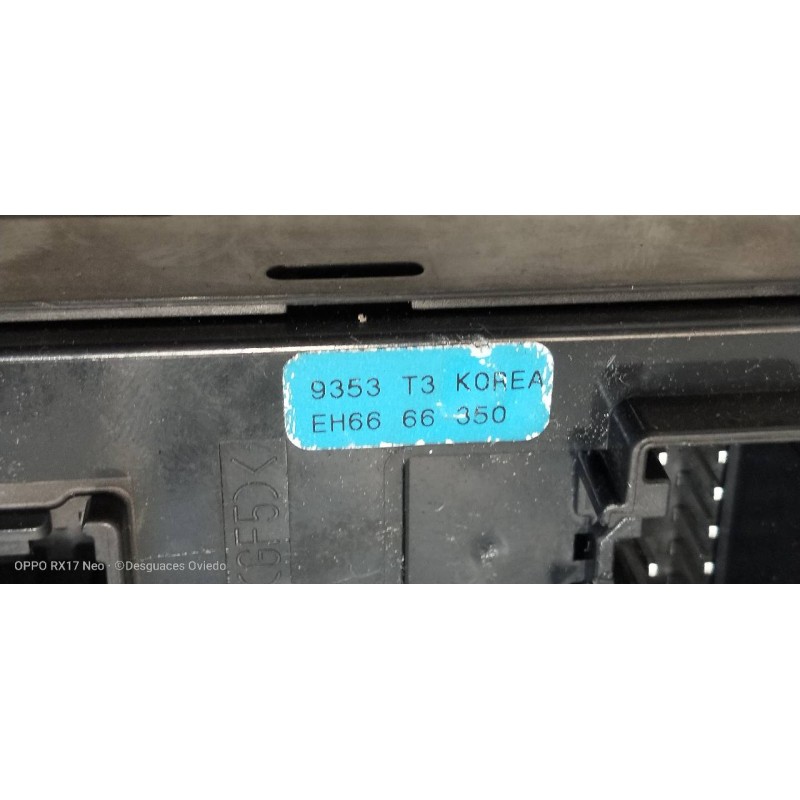 9353 T3 KOREA
EH66 66 350
OPPO RX17 Neo - ©Desguaces Oviedo